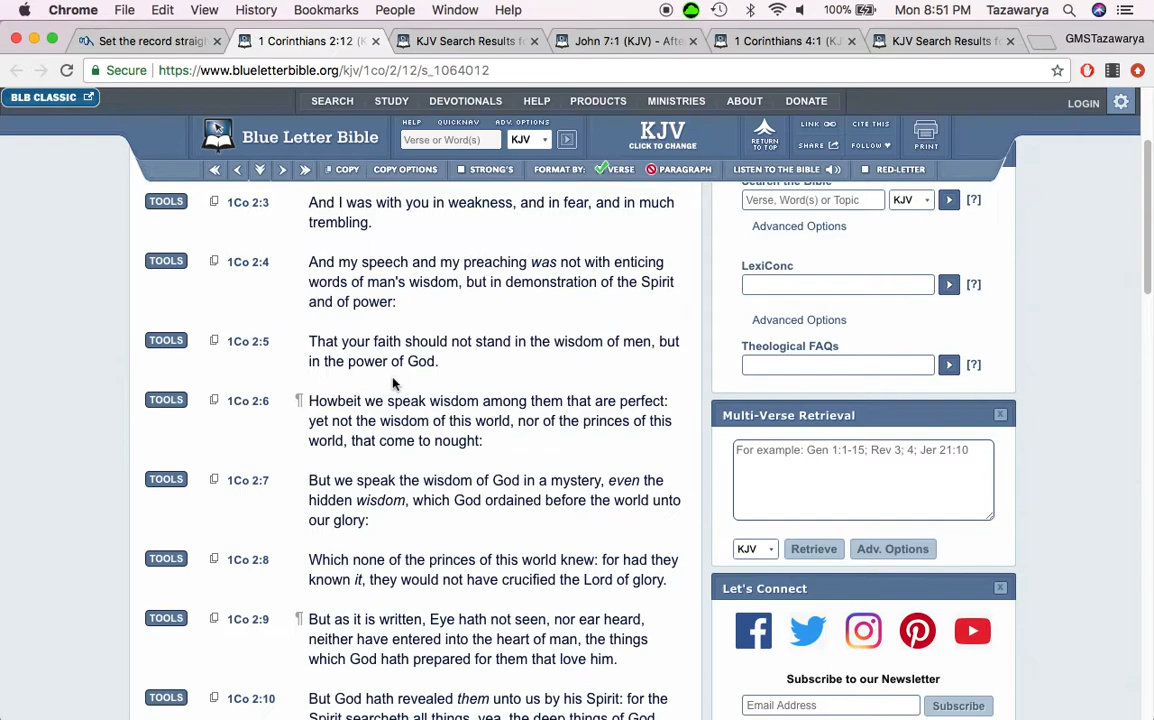 Chrome File Edit View History Bookmarks People Window Help 100% Mon 8:51 PM Tazawarya
Set the record straigh × 1 Corinthians 2:12 (K × KJV Search Results fo × John 7:1 (KJV) - Afte × 1 Corinthians 4:1 (KJ × KJV Search Results fo × GMSTazawarya
Secure https://www.blueletterbible.org/kjv/1co/2/12/s_1064012
BLB CLASSIC
SEARCH STUDY DEVOTIONALS HELP PRODUCTS MINISTRIES ABOUT DONATE LOGIN
Blue Letter Bible
HELP QUICKNAV ADV. OPTIONS
Verse or Word(s) KJV
KJV
CLICK TO CHANGE
RETURN TO TOP
LINK CITE THIS
SHARE FOLLOW
PRINT
COPY COPY OPTIONS STRONG'S FORMAT BY: VERSE PARAGRAPH LISTEN TO THE BIBLE RED-LETTER
TOOLS 1Co 2:3 And I was with you in weakness, and in fear, and in much
trembling.
TOOLS 1Co 2:4 And my speech and my preaching was not with enticing
words of man's wisdom, but in demonstration of the Spirit
and of power:
TOOLS 1Co 2:5 That your faith should not stand in the wisdom of men, but
in the power of God.
TOOLS 1Co 2:6 ¶ Howbeit we speak wisdom among them that are perfect:
yet not the wisdom of this world, nor of the princes of this
world, that come to nought:
TOOLS 1Co 2:7 But we speak the wisdom of God in a mystery, even the
hidden wisdom, which God ordained before the world unto
our glory:
TOOLS 1Co 2:8 Which none of the princes of this world knew: for had they
known it, they would not have crucified the Lord of glory.
TOOLS 1Co 2:9 ¶ But as it is written, Eye hath not seen, nor ear heard,
neither have entered into the heart of man, the things
which God hath prepared for them that love him.
TOOLS 1Co 2:10 But God hath revealed them unto us by his Spirit: for the
Spirit searcheth all things, yea, the deep things of God.
Search the Bible
Verse, Word(s) or Topic KJV [?]
Advanced Options
LexiConc
[?]
Advanced Options
Theological FAQs
[?]
Multi-Verse Retrieval
For example: Gen 1:1-15; Rev 3; 4; Jer 21:10
KJV Retrieve Adv. Options
Let's Connect
Subscribe to our Newsletter
Email Address Subscribe